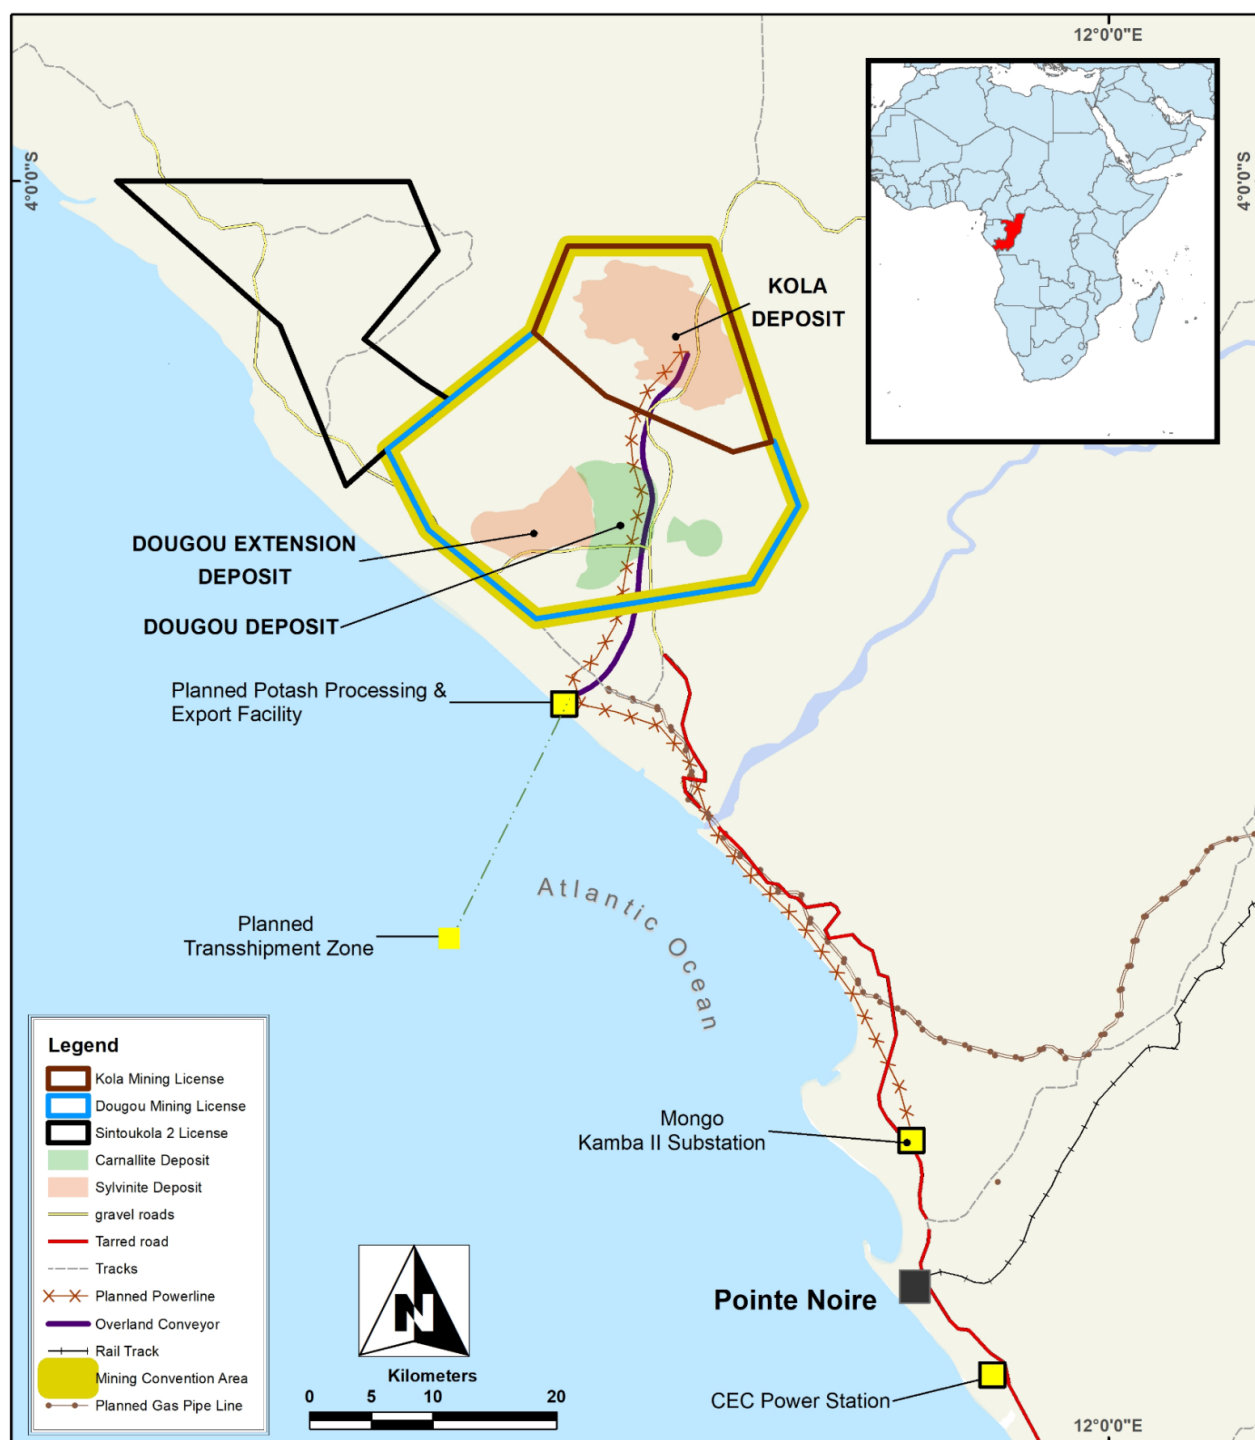 12°0'0"E
4°0'0"S
4°0'0"S
KOLA
DEPOSIT
DOUGOU EXTENSION
DEPOSIT
DOUGOU DEPOSIT
Planned Potash Processing &
Export Facility
Atlantic Ocean
Planned
Transshipment Zone
Mongo
Kamba II Substation
Pointe Noire
CEC Power Station
Legend
Kola Mining License
Dougou Mining License
Sintoukola 2 License
Carnallite Deposit
Sylvinite Deposit
gravel roads
Tarred road
Tracks
Planned Powerline
Overland Conveyor
Rail Track
Mining Convention Area
Planned Gas Pipe Line
N
Kilometers
0 5 10 20
12°0'0"E